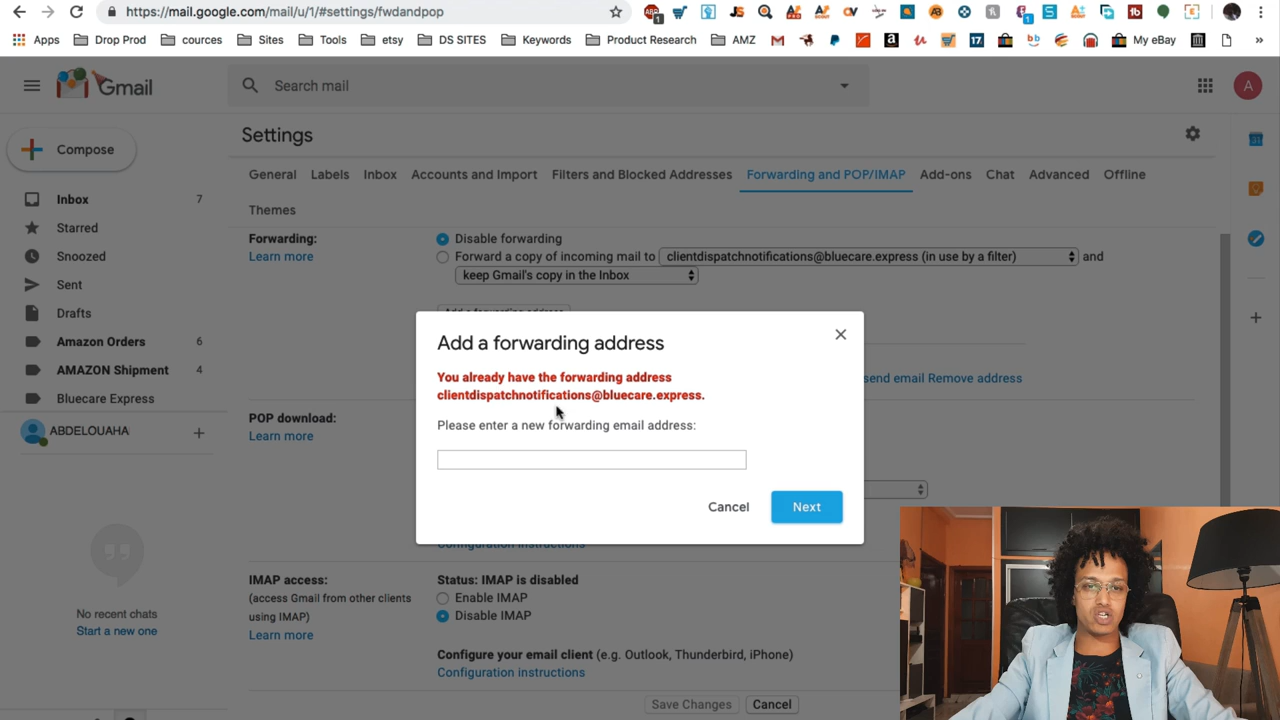 https://mail.google.com/mail/u/1/#settings/fwdandpop
Apps Drop Prod cources Sites Tools etsy DS SITES Keywords Product Research AMZ My eBay »
Gmail Search mail A
Settings
Compose
General Labels Inbox Accounts and Import Filters and Blocked Addresses Forwarding and POP/IMAP Add-ons Chat Advanced Offline
Themes
Inbox 7
Starred
Snoozed
Sent
Drafts
Amazon Orders 6
AMAZON Shipment 4
Bluecare Express
ABDELOUAHA
No recent chats
Start a new one
Forwarding:
Learn more
Disable forwarding
Forward a copy of incoming mail to clientdispatchnotifications@bluecare.express (in use by a filter) and
keep Gmail's copy in the Inbox
Add a forwarding address
Add a forwarding address
You already have the forwarding address
clientdispatchnotifications@bluecare.express.
Please enter a new forwarding email address:
Cancel Next
email Remove address
POP download:
Learn more
Configuration instructions
IMAP access:
(access Gmail from other clients
using IMAP)
Learn more
Status: IMAP is disabled
Enable IMAP
Disable IMAP
Configure your email client (e.g. Outlook, Thunderbird, iPhone)
Configuration instructions
Save Changes Cancel